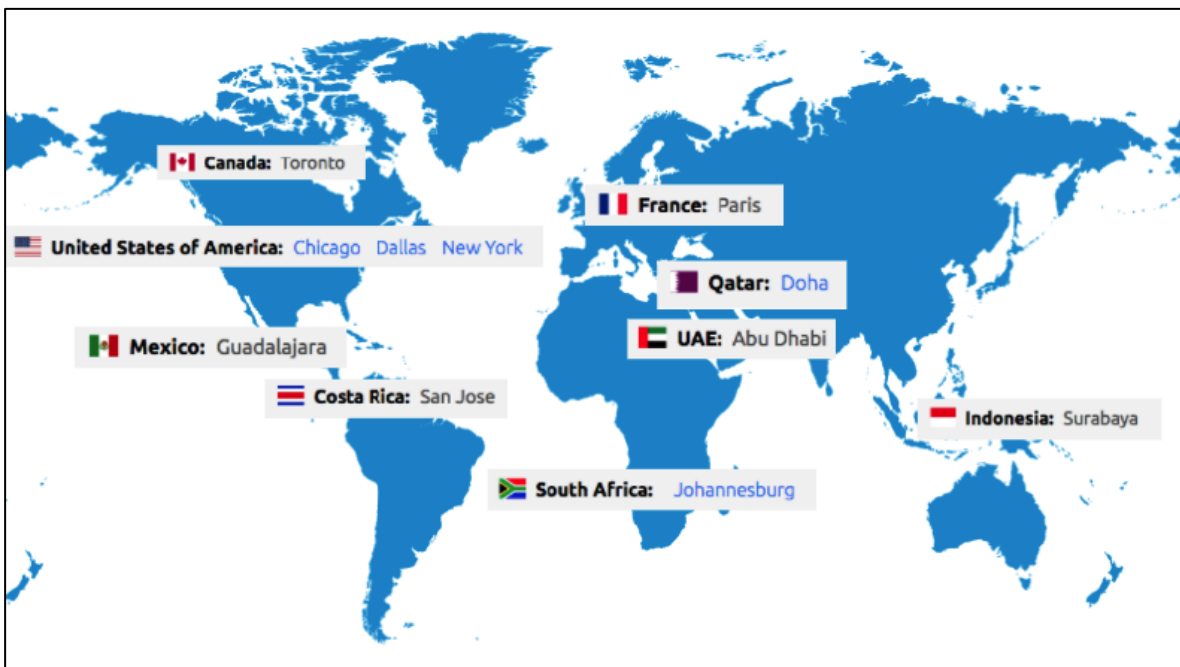 Canada: Toronto
France: Paris
United States of America: Chicago Dallas New York
Qatar: Doha
UAE: Abu Dhabi
Mexico: Guadalajara
Costa Rica: San Jose
Indonesia: Surabaya
South Africa: Johannesburg